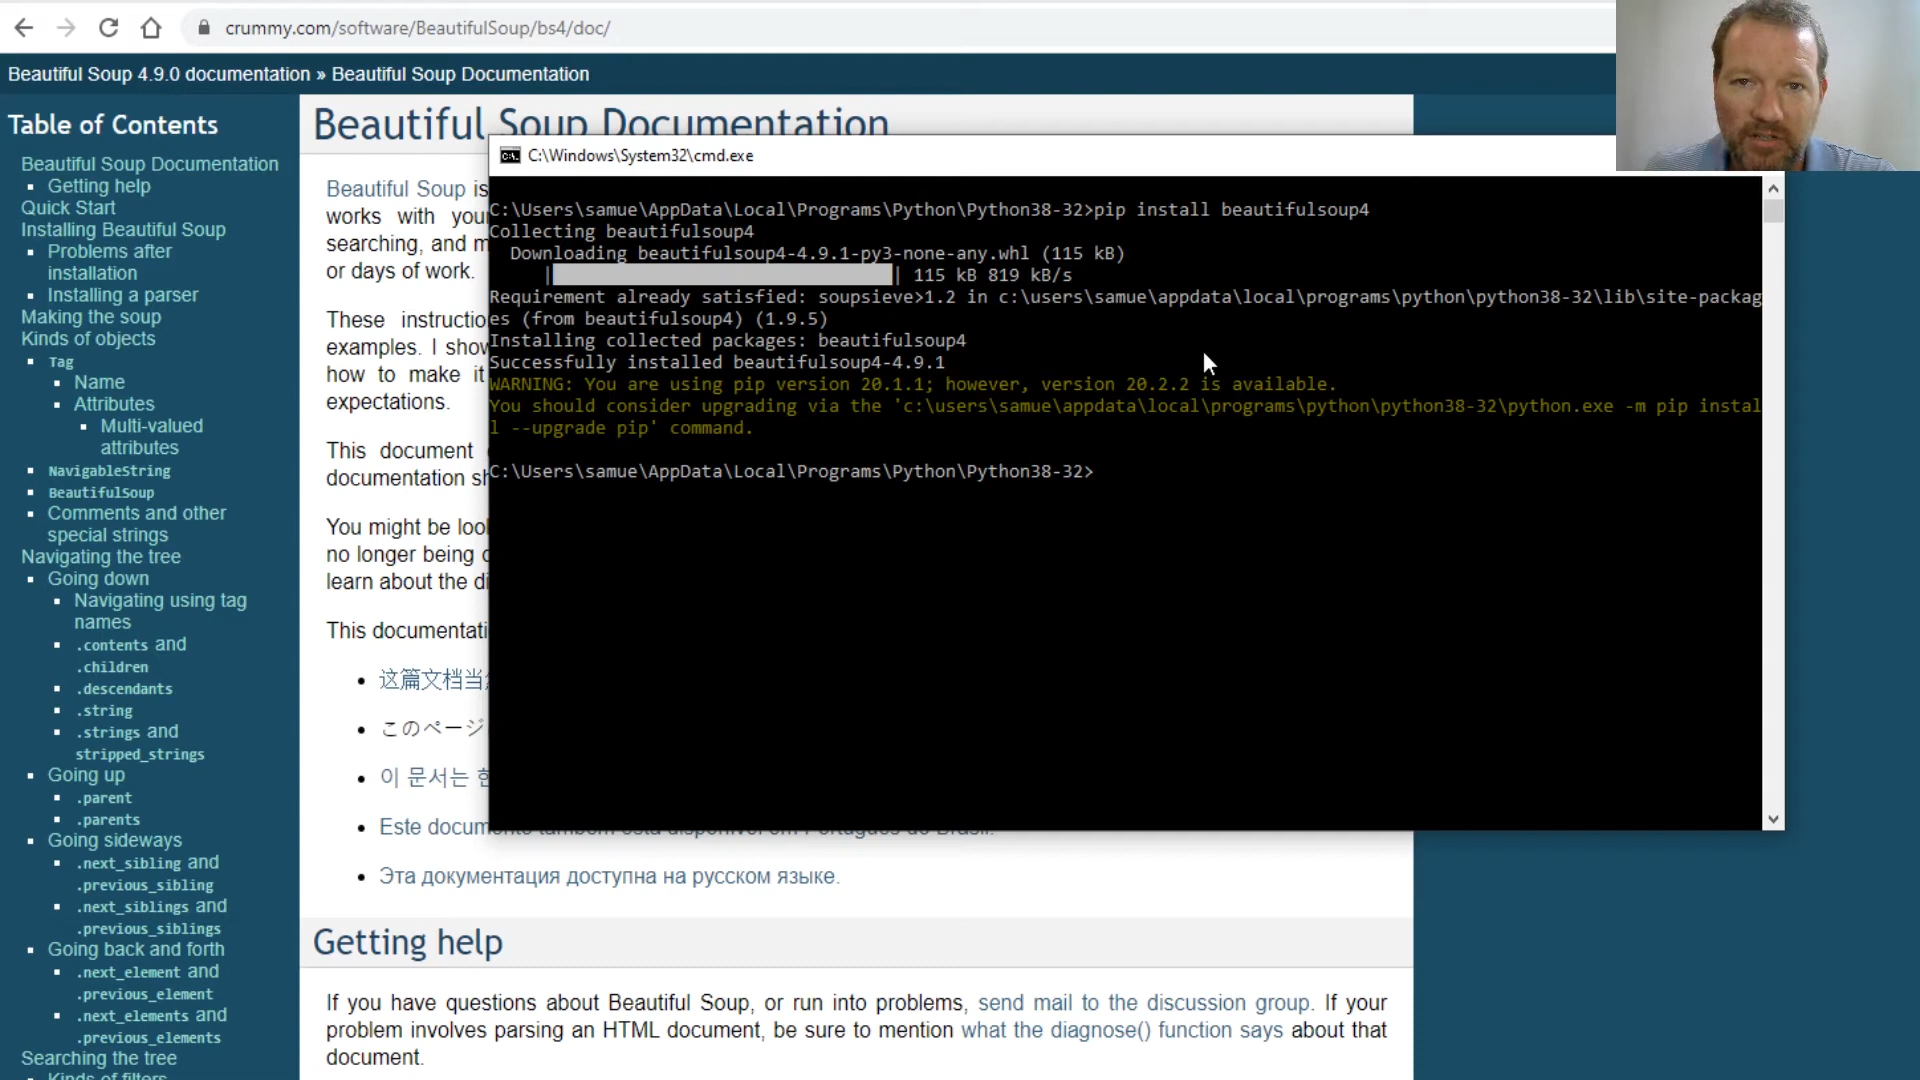 crummy.com/software/BeautifulSoup/bs4/doc/
Beautiful Soup 4.9.0 documentation » Beautiful Soup Documentation
Table of Contents
Beautiful Soup Documentation
Getting help
Quick Start
Installing Beautiful Soup
Problems after
installation
Installing a parser
Making the soup
Kinds of objects
Tag
Name
Attributes
Multi-valued
attributes
NavigableString
BeautifulSoup
Comments and other
special strings
Navigating the tree
Going down
Navigating using tag
names
.contents and
.children
.descendants
.string
.strings and
stripped_strings
Going up
.parent
.parents
Going sideways
.next_sibling and
.previous_sibling
.next_siblings and
.previous_siblings
Going back and forth
.next_element and
.previous_element
.next_elements and
.previous_elements
Searching the tree
Kinds of filters
Beautiful Soup Documentation
Beautiful Soup is
works with your
searching, and m
or days of work.
These instructio
examples. I show
how to make it
expectations.
This document
documentation sh
You might be loo
no longer being
learn about the di
This documentati
这篇文档当
このページ
이 문서는
Este documento também está disponível em Português do Brasil.
Эта документация доступна на русском языке.
Getting help
If you have questions about Beautiful Soup, or run into problems, send mail to the discussion group. If your
problem involves parsing an HTML document, be sure to mention what the diagnose() function says about that
document.
C:\Windows\System32\cmd.exe
C:\Users\samue\AppData\Local\Programs\Python\Python38-32>pip install beautifulsoup4
Collecting beautifulsoup4
Downloading beautifulsoup4-4.9.1-py3-none-any.whl (115 kB)
| | 115 kB 819 kB/s
Requirement already satisfied: soupsieve>1.2 in c:\users\samue\appdata\local\programs\python\python38-32\lib\site-packag
es (from beautifulsoup4) (1.9.5)
Installing collected packages: beautifulsoup4
Successfully installed beautifulsoup4-4.9.1
WARNING: You are using pip version 20.1.1; however, version 20.2.2 is available.
You should consider upgrading via the 'c:\users\samue\appdata\local\programs\python\python38-32\python.exe -m pip instal
l --upgrade pip' command.
C:\Users\samue\AppData\Local\Programs\Python\Python38-32>